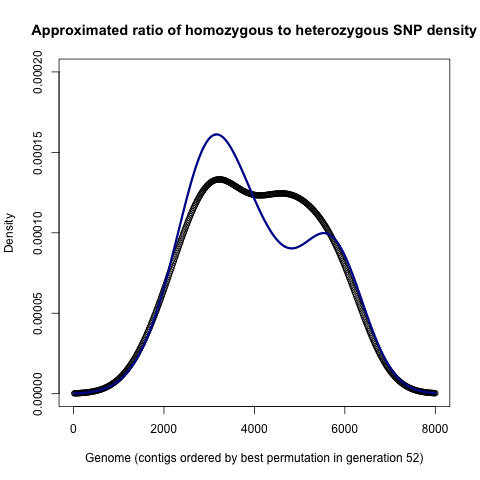 Approximated ratio of homozygous to heterozygous SNP density
0.00020
0.00015
0.00010
0.00005
0.00000
Density
0 2000 4000 6000 8000
Genome (contigs ordered by best permutation in generation 52)